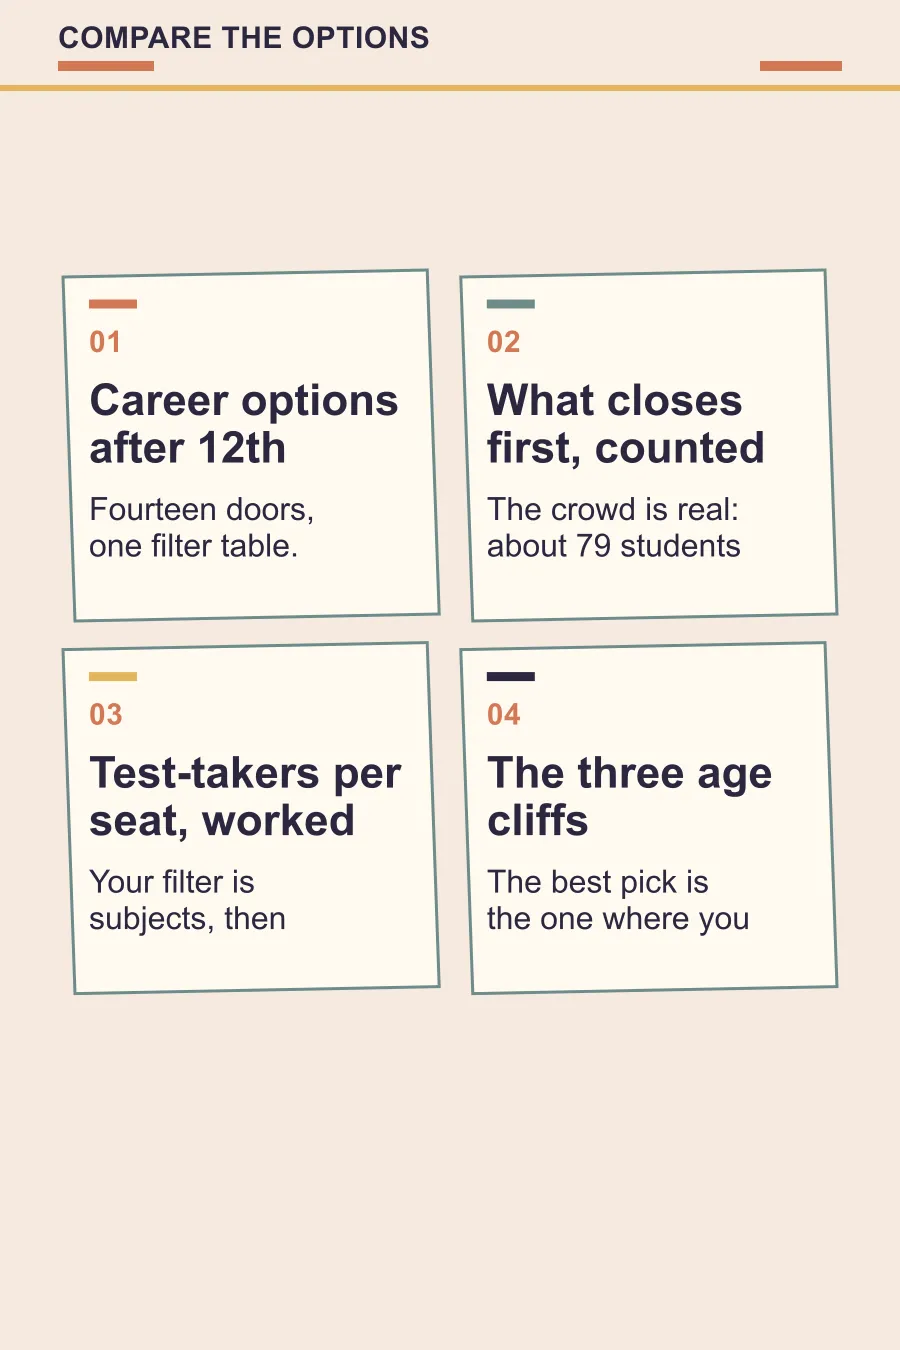 COMPARE THE OPTIONS
01
Career options
after 12th
Fourteen doors,
one filter table.
02
What closes
first, counted
The crowd is real:
about 79 students
03
Test-takers per
seat, worked
Your filter is
subjects, then
04
The three age
cliffs
The best pick is
the one where you